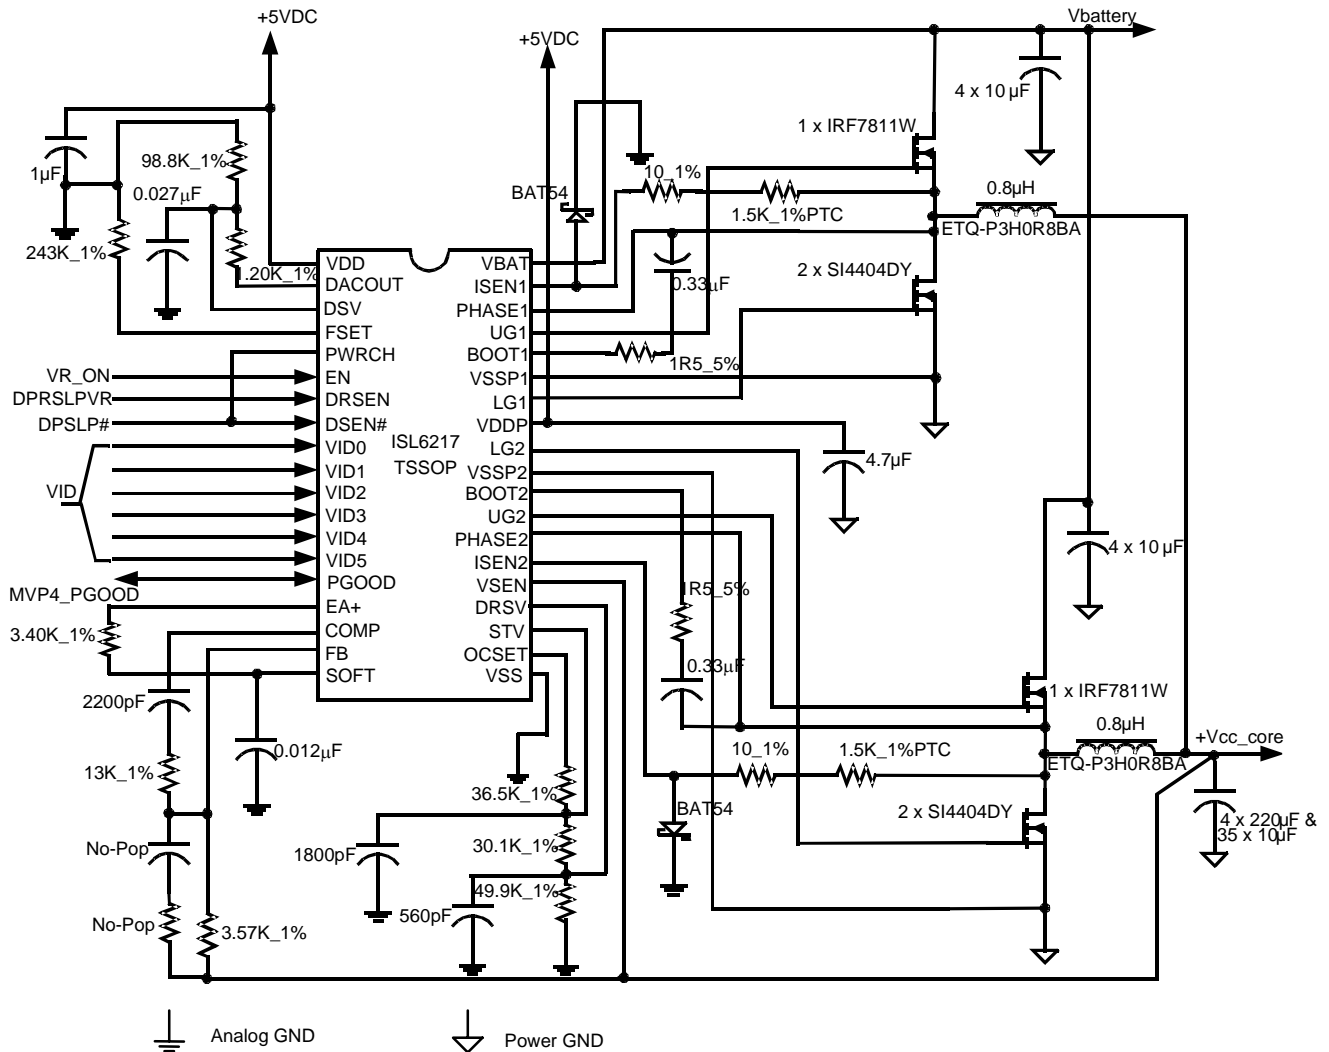 +5VDC
+5VDC
Vbattery
4 x 10 µF
1µF
98.8K_1%
0.027µF
243K_1%
1.20K_1%
BAT54
10_1%
1.5K_1%PTC
1 x IRF7811W
0.8µH
ETQ-P3H0R8BA
2 x SI4404DY
0.33µF
1R5_5%
VDD
DACOUT
DSV
FSET
PWRCH
EN
DRSEN
DSEN#
VID0
VID1
VID2
VID3
VID4
VID5
PGOOD
EA+
COMP
FB
SOFT
ISL6217
TSSOP
VBAT
ISEN1
PHASE1
UG1
BOOT1
VSSP1
LG1
VDDP
LG2
VSSP2
BOOT2
UG2
PHASE2
ISEN2
VSEN
DRSV
STV
OCSET
VSS
VR_ON
DPRSLPVR
DPSLP#
VID
MVP4_PGOOD
3.40K_1%
2200pF
13K_1%
No-Pop
No-Pop
3.57K_1%
0.012µF
4.7µF
4 x 10 µF
1R5_5%
0.33µF
1 x IRF7811W
0.8µH
ETQ-P3H0R8BA
+Vcc_core
10_1%
1.5K_1%PTC
BAT54
2 x SI4404DY
4 x 220µF &
35 x 10µF
36.5K_1%
1800pF
30.1K_1%
49.9K_1%
560pF
Analog GND
Power GND